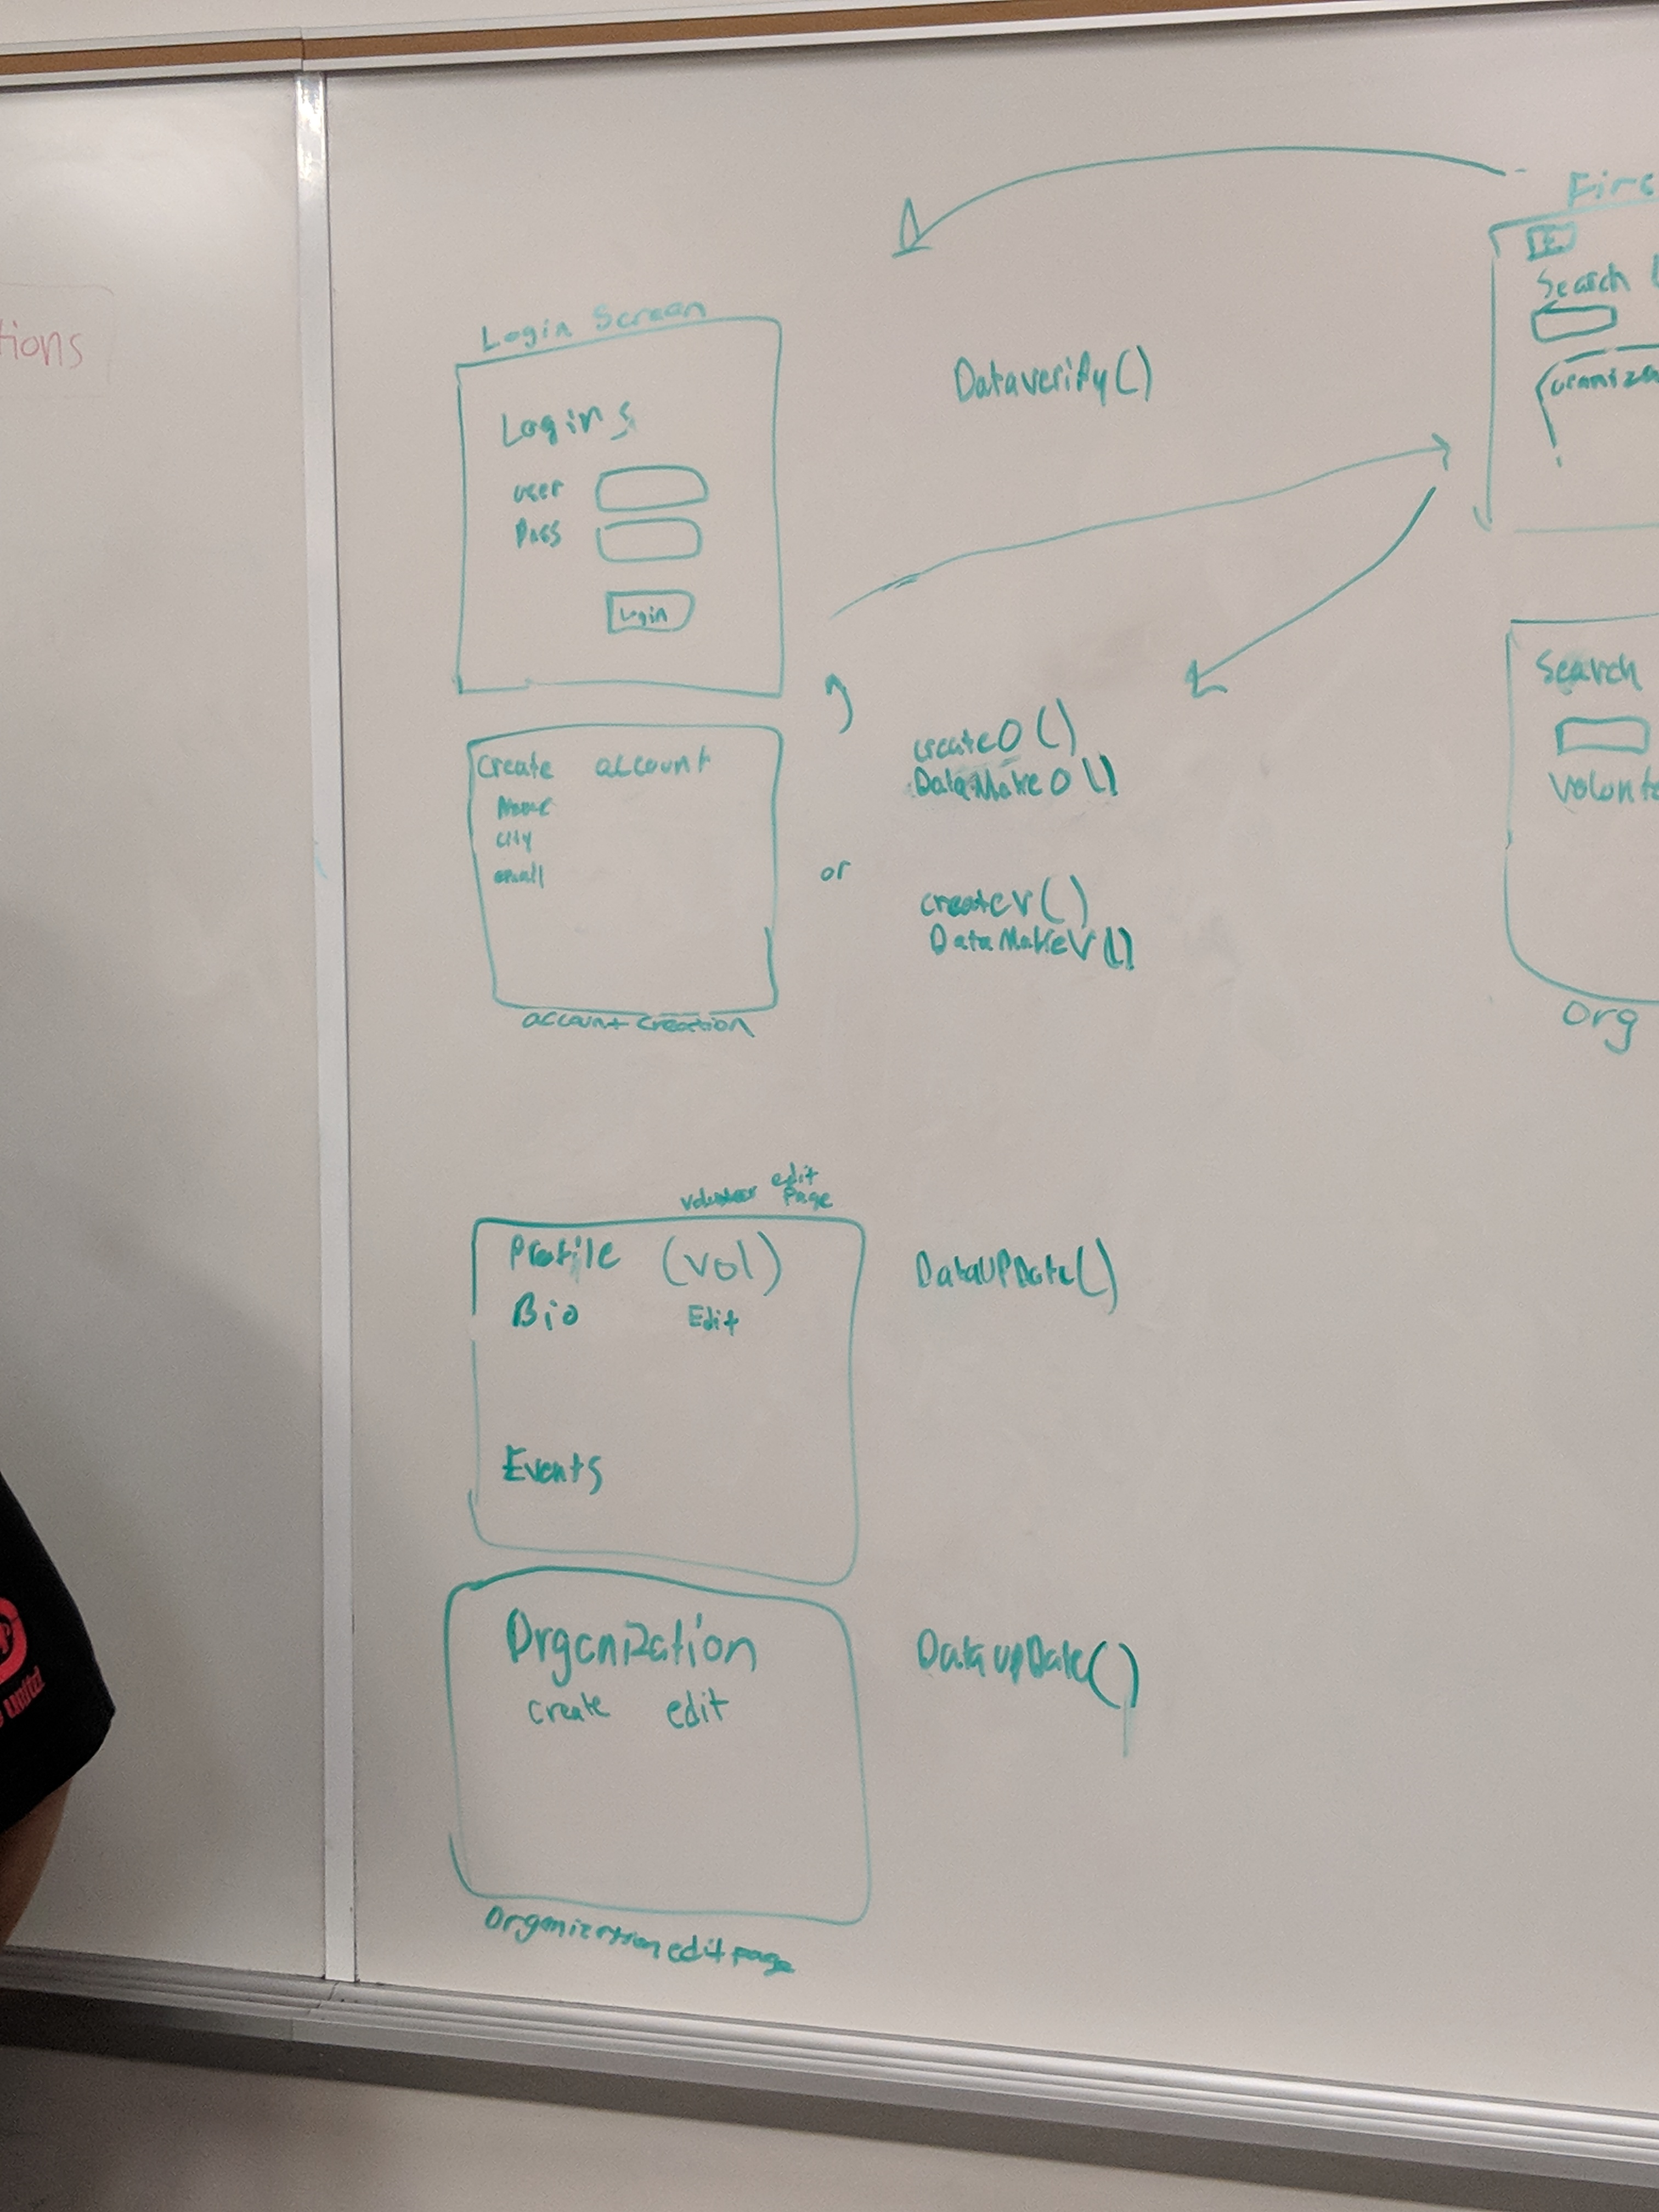 tions
Login Screen
Logins
user
Pass
Login
Dataverify()
Create account
Name
city
email
account creation
createO()
DataMakeO()
or
createV()
DataMakeV()
Firs
Search
Search
Volunte
Org
edit
Page
Profile (vol)
Bio Edit
Events
DataUPDate()
Organization
create edit
Organization edit page
DataupDate()
united